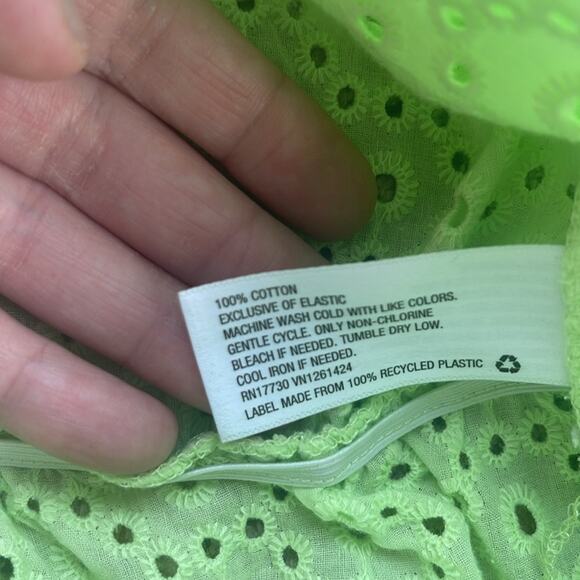 100% COTTON
EXCLUSIVE OF ELASTIC
MACHINE WASH COLD WITH LIKE COLORS.
GENTLE CYCLE. ONLY NON-CHLORINE
BLEACH IF NEEDED. TUMBLE DRY LOW.
COOL IRON IF NEEDED.
RN17730 VN1261424
LABEL MADE FROM 100% RECYCLED PLASTIC